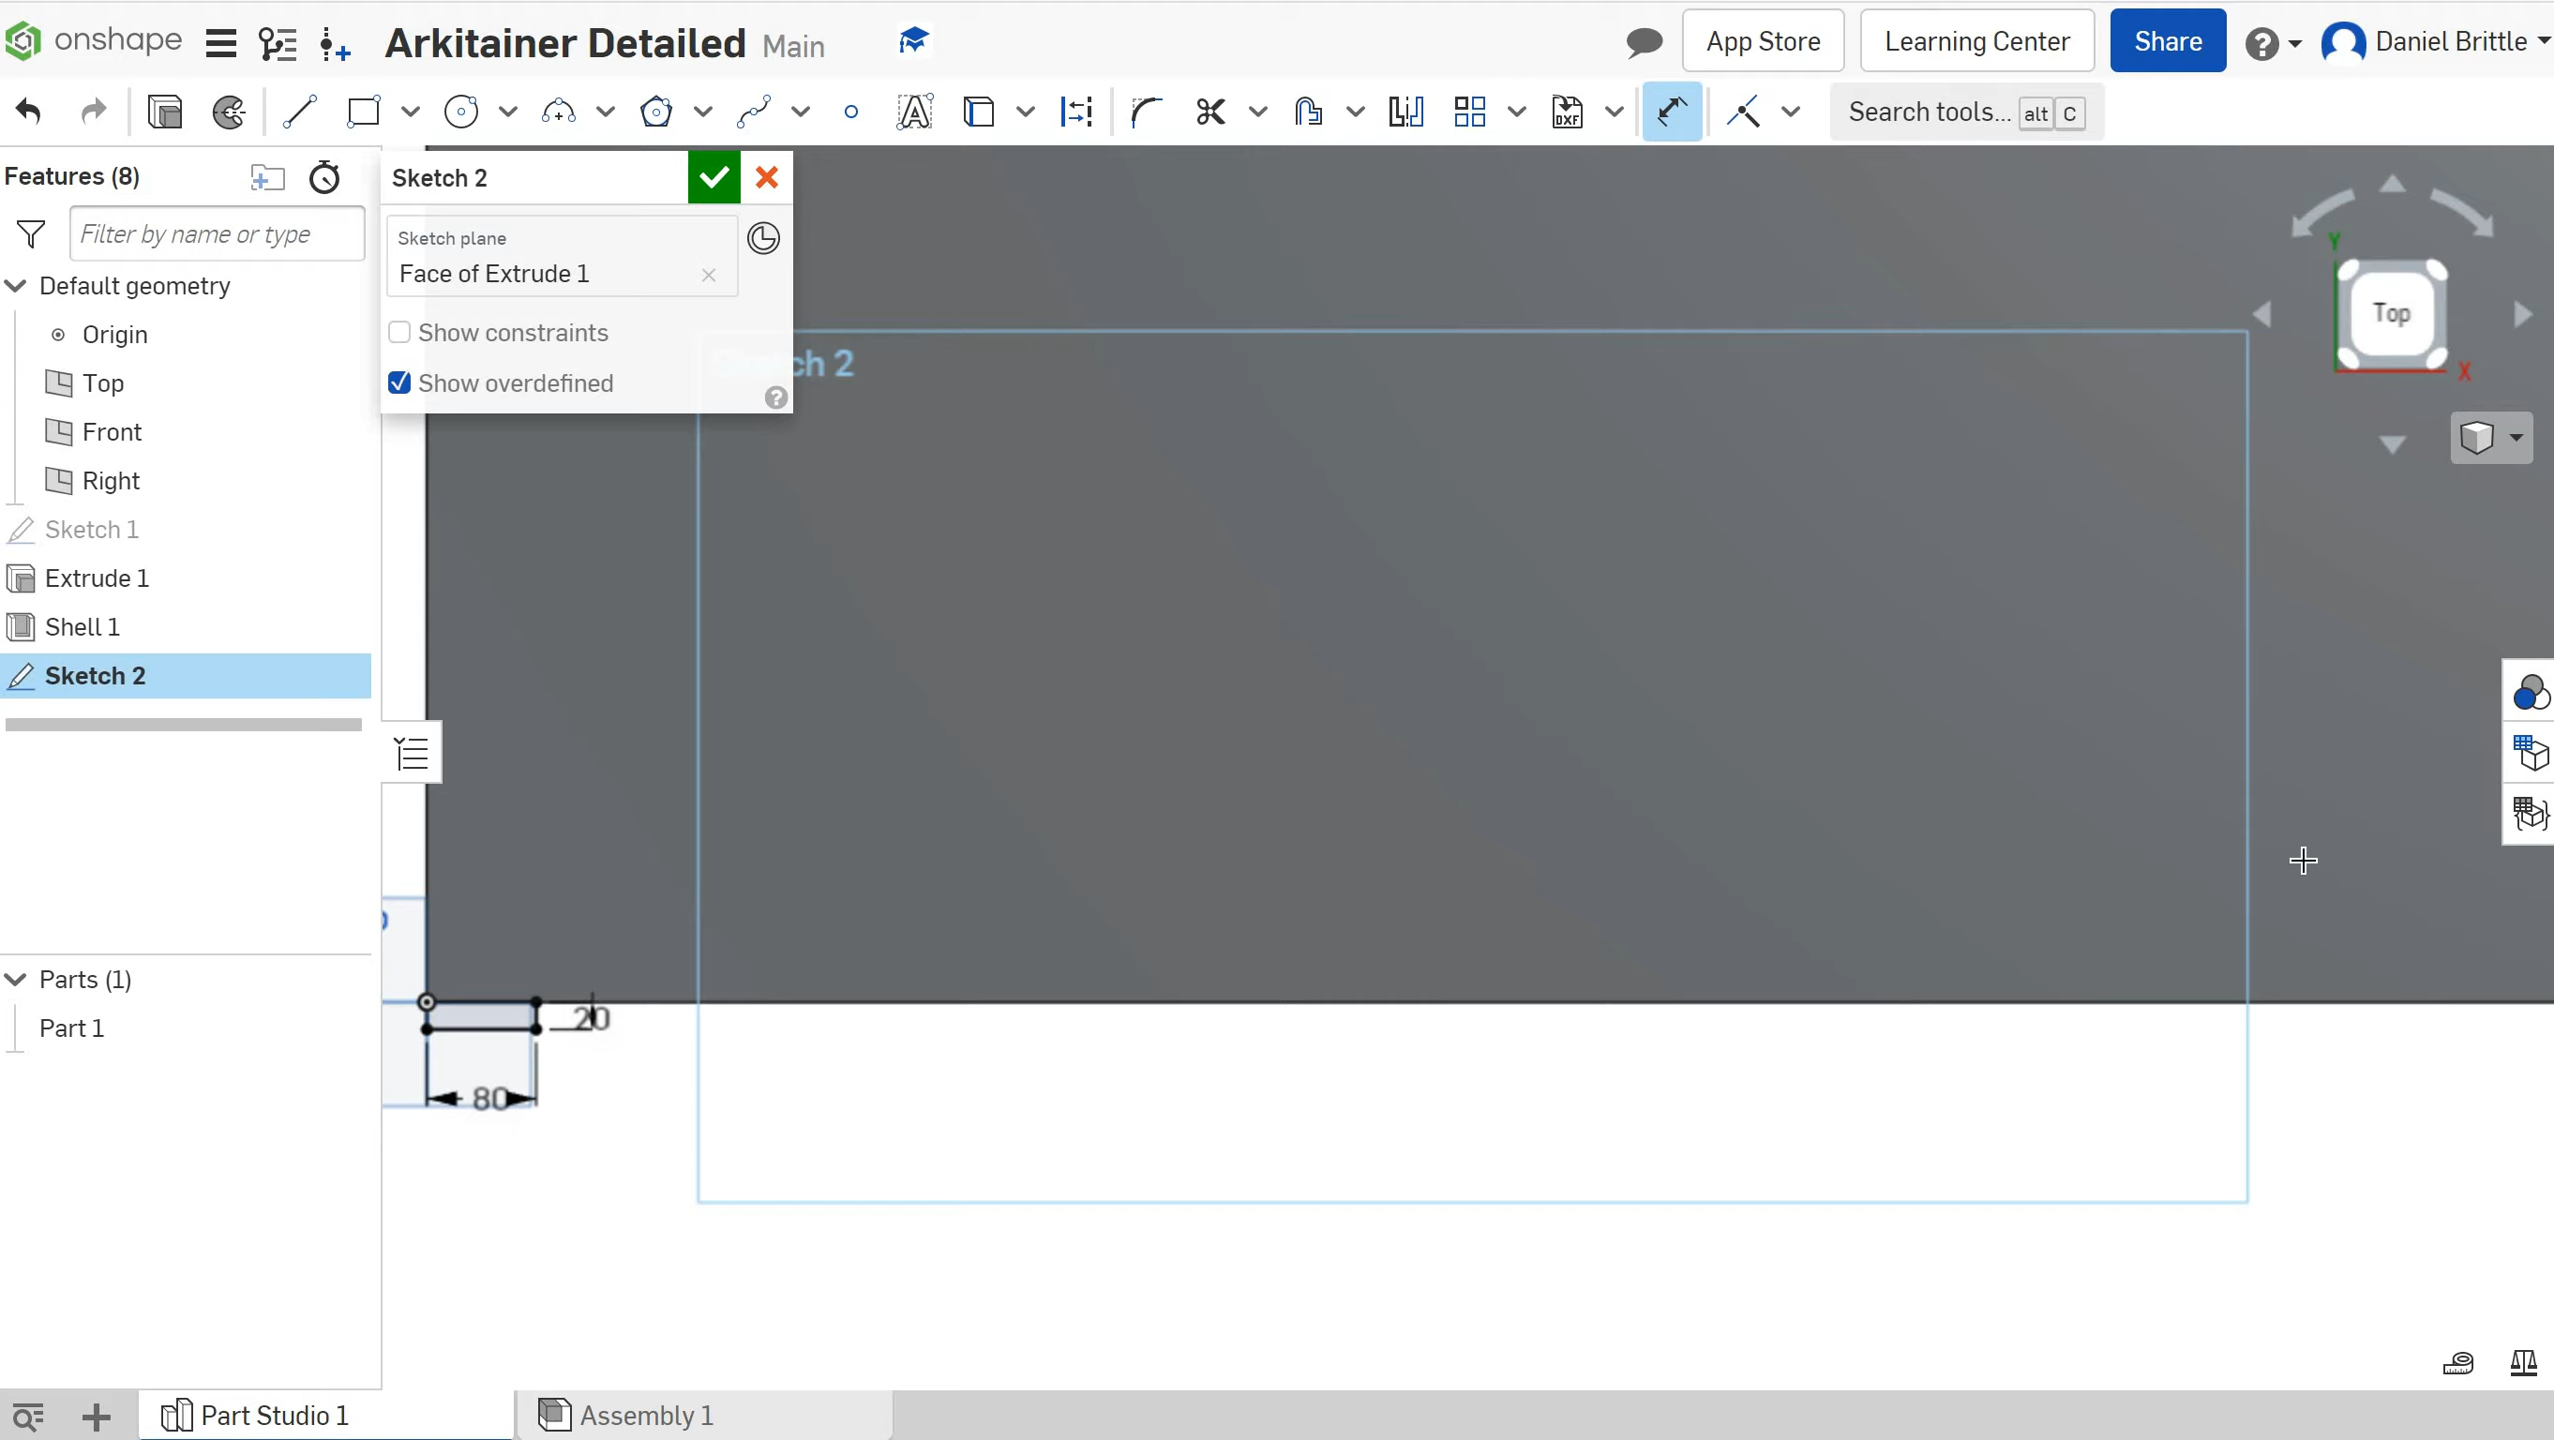 onshape
Arkitainer Detailed Main
App Store
Learning Center
Share
Daniel Brittle
Search tools... alt C
Features (8)
Filter by name or type
Default geometry
Origin
Top
Front
Right
Sketch 1
Extrude 1
Shell 1
Sketch 2
Parts (1)
Part 1
Sketch 2
Sketch plane
Face of Extrude 1
Show constraints
Show overdefined
ch 2
Y
Top
X
20
80
DXF
Part Studio 1
Assembly 1